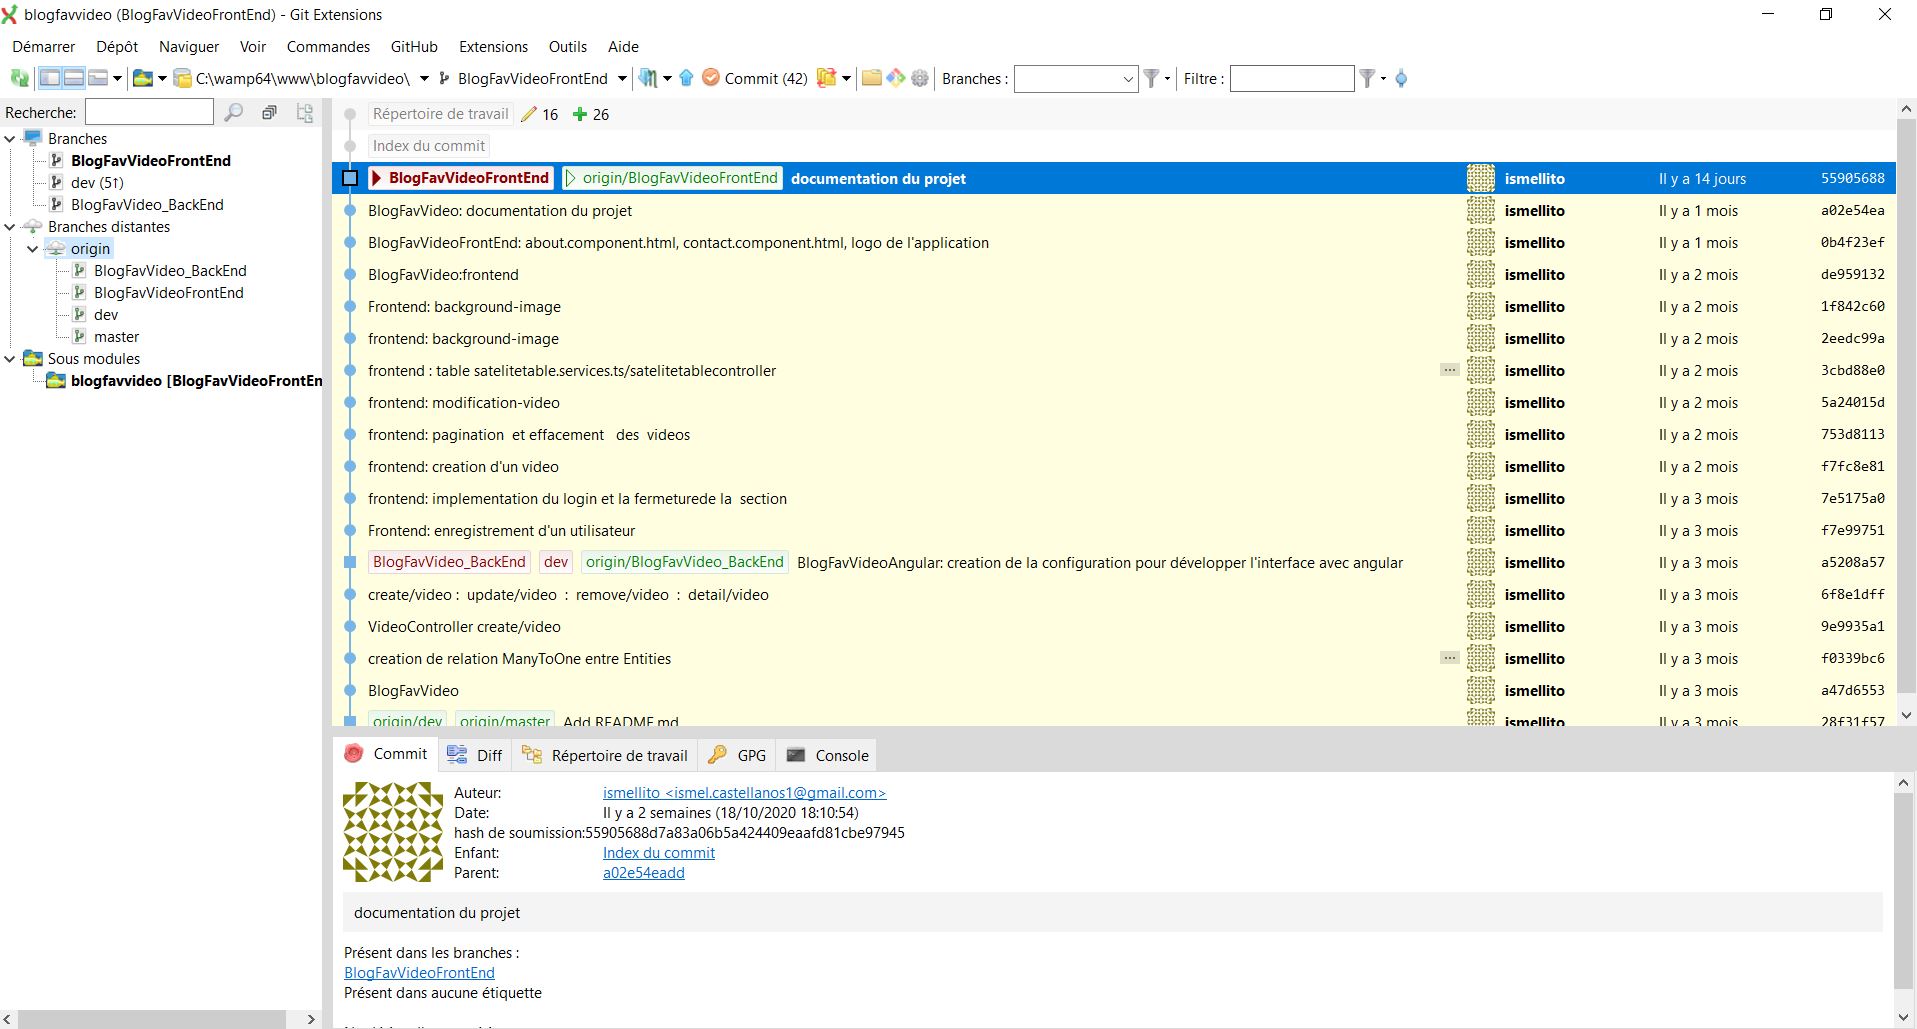 blogfavvideo (BlogFavVideoFrontEnd) - Git Extensions
Démarrer Dépôt Naviguer Voir Commandes GitHub Extensions Outils Aide
C:\wamp64\www\blogfavvideo\ BlogFavVideoFrontEnd Commit (42) Branches : Filtre :
Recherche:
Branches
BlogFavVideoFrontEnd
dev (5↑)
BlogFavVideo_BackEnd
Branches distantes
origin
BlogFavVideo_BackEnd
BlogFavVideoFrontEnd
dev
master
Sous modules
blogfavvideo [BlogFavVideoFrontEn
Répertoire de travail 16 26
Index du commit
BlogFavVideoFrontEnd origin/BlogFavVideoFrontEnd documentation du projet ismellito Il y a 14 jours 55905688
BlogFavVideo: documentation du projet ismellito Il y a 1 mois a02e54ea
BlogFavVideoFrontEnd: about.component.html, contact.component.html, logo de l'application ismellito Il y a 1 mois 0b4f23ef
BlogFavVideo:frontend ismellito Il y a 2 mois de959132
Frontend: background-image ismellito Il y a 2 mois 1f842c60
frontend: background-image ismellito Il y a 2 mois 2eedc99a
frontend : table satelitetable.services.ts/satelitetablecontroller ... ismellito Il y a 2 mois 3cbd88e0
frontend: modification-video ismellito Il y a 2 mois 5a24015d
frontend: pagination et effacement des videos ismellito Il y a 2 mois 753d8113
frontend: creation d'un video ismellito Il y a 2 mois f7fc8e81
frontend: implementation du login et la fermeturede la section ismellito Il y a 3 mois 7e5175a0
Frontend: enregistrement d'un utilisateur ismellito Il y a 3 mois f7e99751
BlogFavVideo_BackEnd dev origin/BlogFavVideo_BackEnd BlogFavVideoAngular: creation de la configuration pour développer l'interface avec angular ismellito Il y a 3 mois a5208a57
create/video : update/video : remove/video : detail/video ismellito Il y a 3 mois 6f8e1dff
VideoController create/video ismellito Il y a 3 mois 9e9935a1
creation de relation ManyToOne entre Entities ... ismellito Il y a 3 mois f0339bc6
BlogFavVideo ismellito Il y a 3 mois a47d6553
origin/dev origin/master Add README.md ismellito Il y a 3 mois 28f31f57
Commit Diff Répertoire de travail GPG Console
Auteur: ismellito <ismel.castellanos1@gmail.com>
Date: Il y a 2 semaines (18/10/2020 18:10:54)
hash de soumission:55905688d7a83a06b5a424409eaafd81cbe97945
Enfant: Index du commit
Parent: a02e54eadd
documentation du projet
Présent dans les branches :
BlogFavVideoFrontEnd
Présent dans aucune étiquette